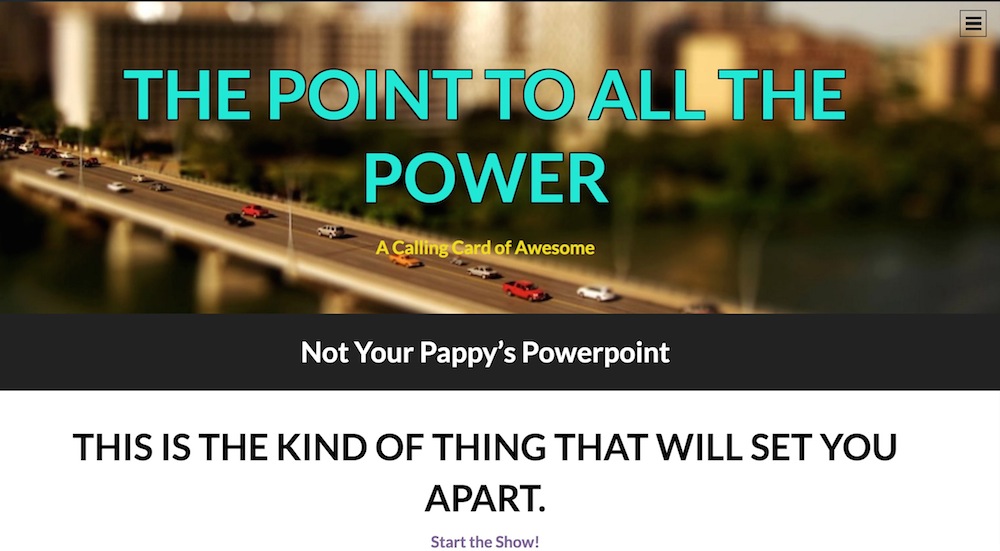 THE POINT TO ALL THE
POWER
A Calling Card of Awesome
Not Your Pappy’s Powerpoint
THIS IS THE KIND OF THING THAT WILL SET YOU
APART.
Start the Show!